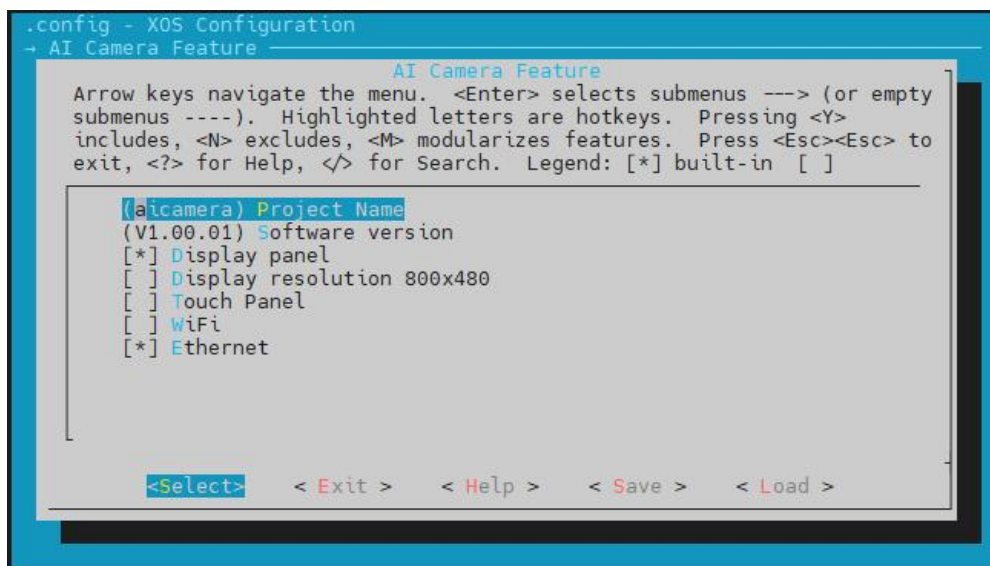 .config - XOS Configuration
→ AI Camera Feature
AI Camera Feature
Arrow keys navigate the menu.  <Enter> selects submenus ---> (or empty
submenus ----).  Highlighted letters are hotkeys.  Pressing <Y>
includes, <N> excludes, <M> modularizes features.  Press <Esc><Esc> to
exit, <?> for Help, </> for Search.  Legend: [*] built-in  [ ]
(aicamera) Project Name
(V1.00.01) Software version
[*] Display panel
[ ] Display resolution 800x480
[ ] Touch Panel
[ ] WiFi
[*] Ethernet
<Select>    < Exit >    < Help >    < Save >    < Load >